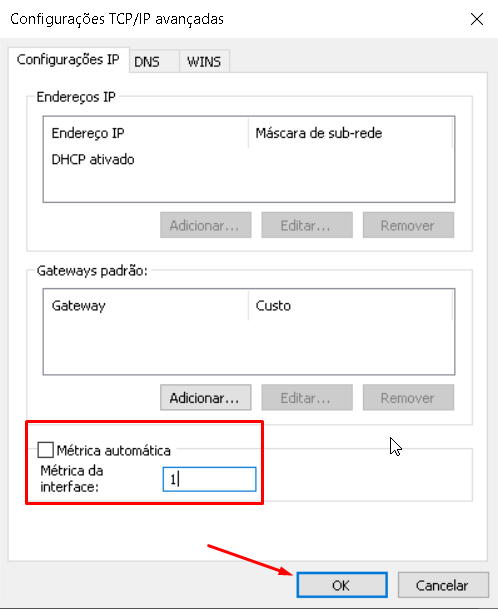 Configurações TCP/IP avançadas
Configurações IP DNS WINS
Endereços IP
Endereço IP Máscara de sub-rede
DHCP ativado
Adicionar... Editar... Remover
Gateways padrão:
Gateway Custo
Adicionar... Editar... Remover
Métrica automática
Métrica da
interface: 1
OK Cancelar